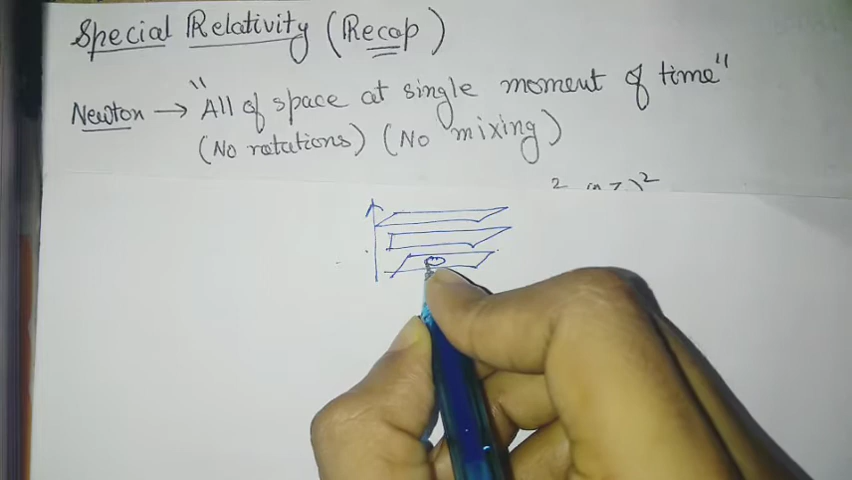 Special Relativity (Recap)
Newton → "All of space at single moment of time"
(No rotations) (No mixing)